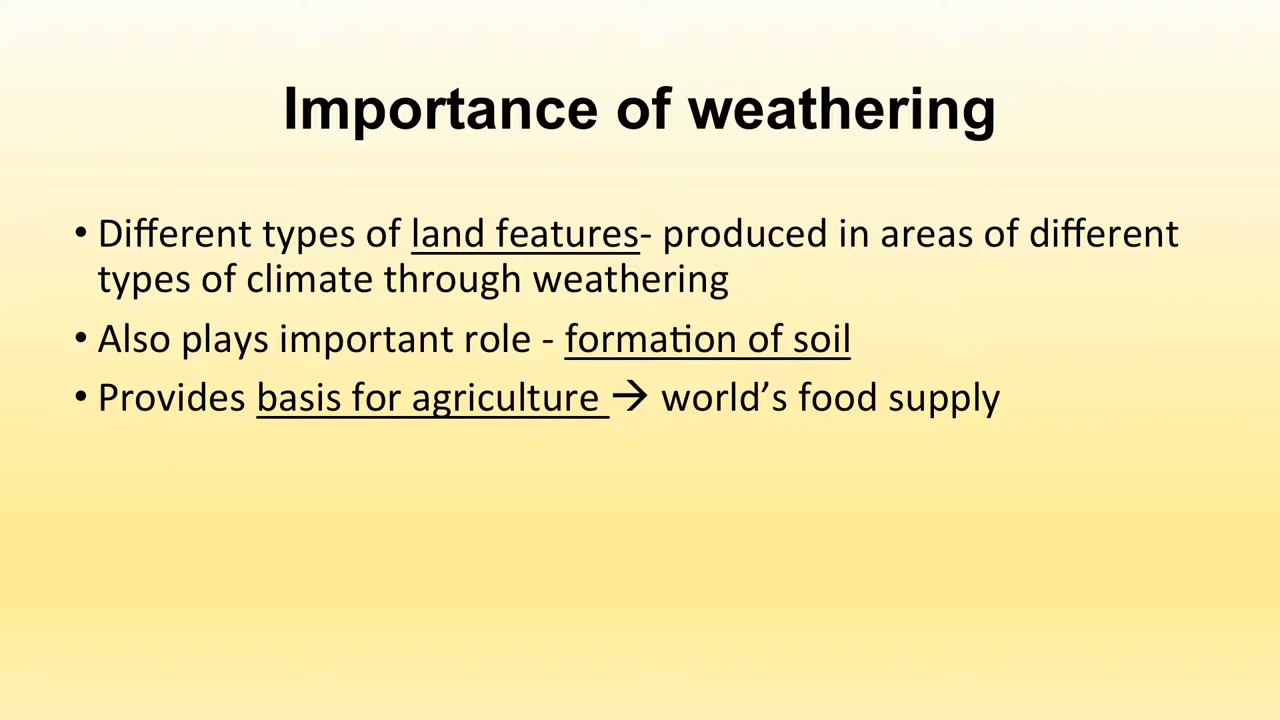 Importance of weathering
• Different types of land features- produced in areas of different
types of climate through weathering
• Also plays important role - formation of soil
• Provides basis for agriculture → world’s food supply